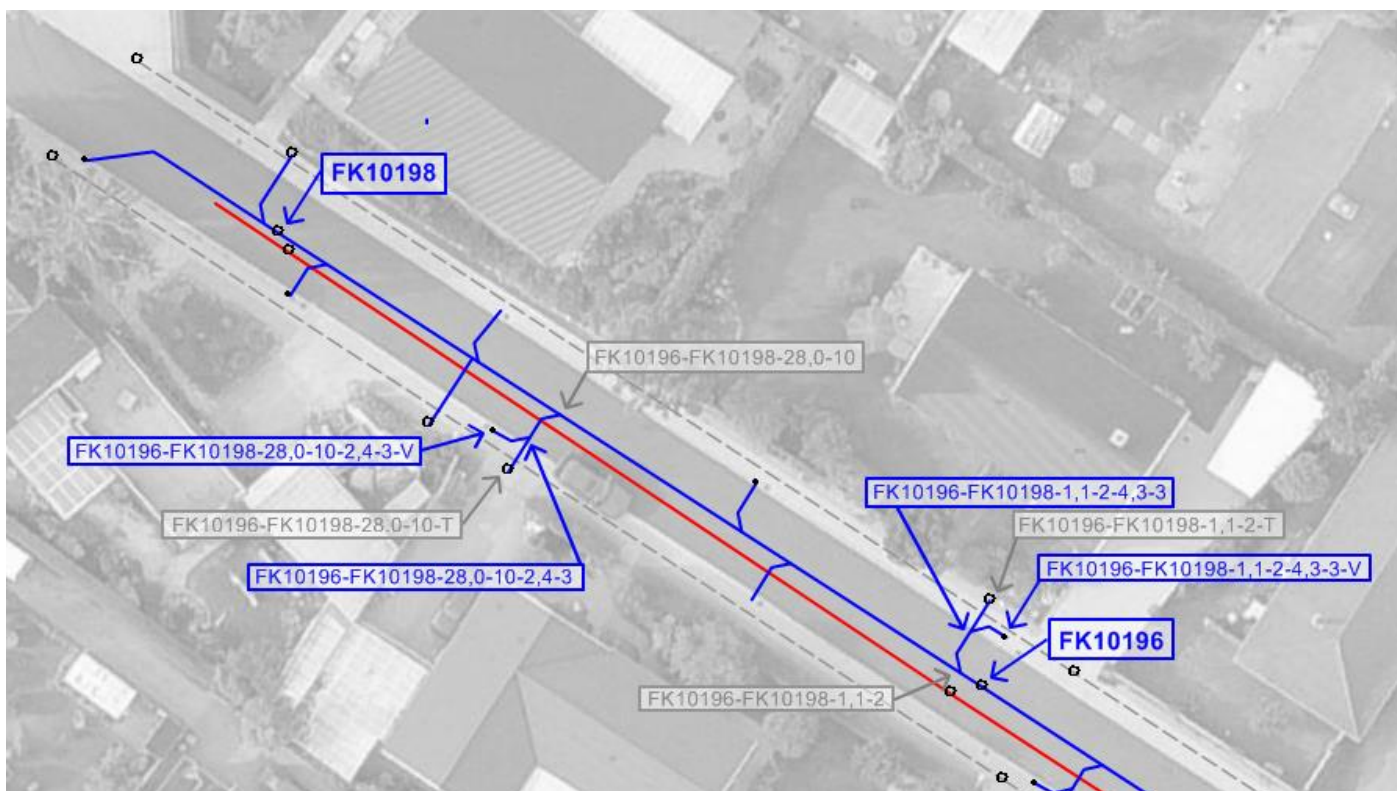 FK10198
FK10196-FK10198-28,0-10
FK10196-FK10198-28,0-10-2,4-3-V
FK10196-FK10198-1,1-2-4,3-3
FK10196-FK10198-28.0-10-T
FK10196-FK10198-1,1-2-T
FK10196-FK10198-28,0-10-2,4-3
FK10196-FK10198-1,1-2-4,3-3-V
FK10196
FK10196-FK10198-1,1-2